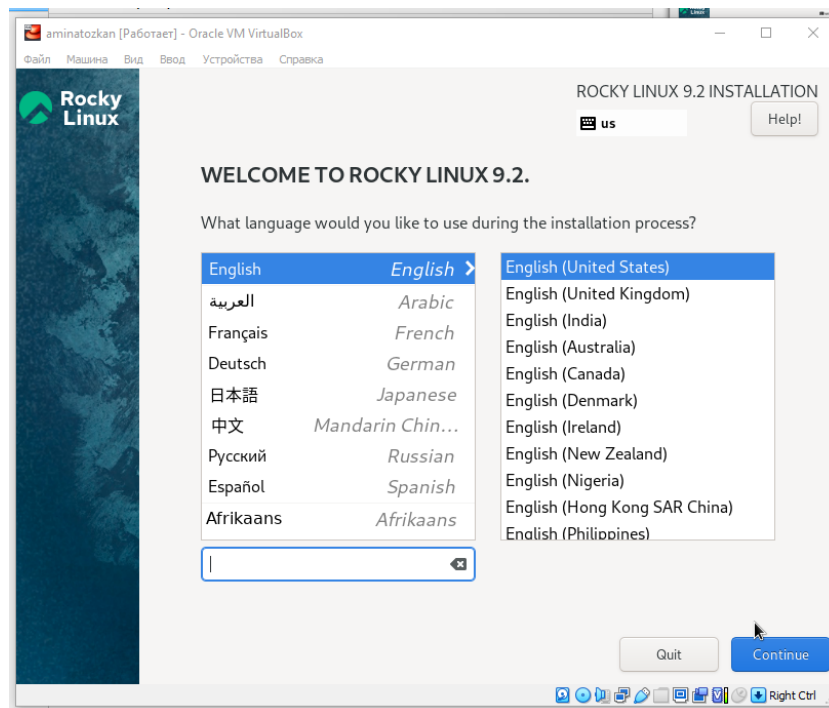 aminatozkan [Работает] - Oracle VM VirtualBox
Файл Машина Вид Ввод Устройства Справка
Rocky
Linux
ROCKY LINUX 9.2 INSTALLATION
us
Help!
WELCOME TO ROCKY LINUX 9.2.
What language would you like to use during the installation process?
English English
العربية Arabic
Français French
Deutsch German
日本語 Japanese
中文 Mandarin Chin...
Русский Russian
Español Spanish
Afrikaans Afrikaans
English (United States)
English (United Kingdom)
English (India)
English (Australia)
English (Canada)
English (Denmark)
English (Ireland)
English (New Zealand)
English (Nigeria)
English (Hong Kong SAR China)
English (Philippines)
Quit
Continue
Right Ctrl